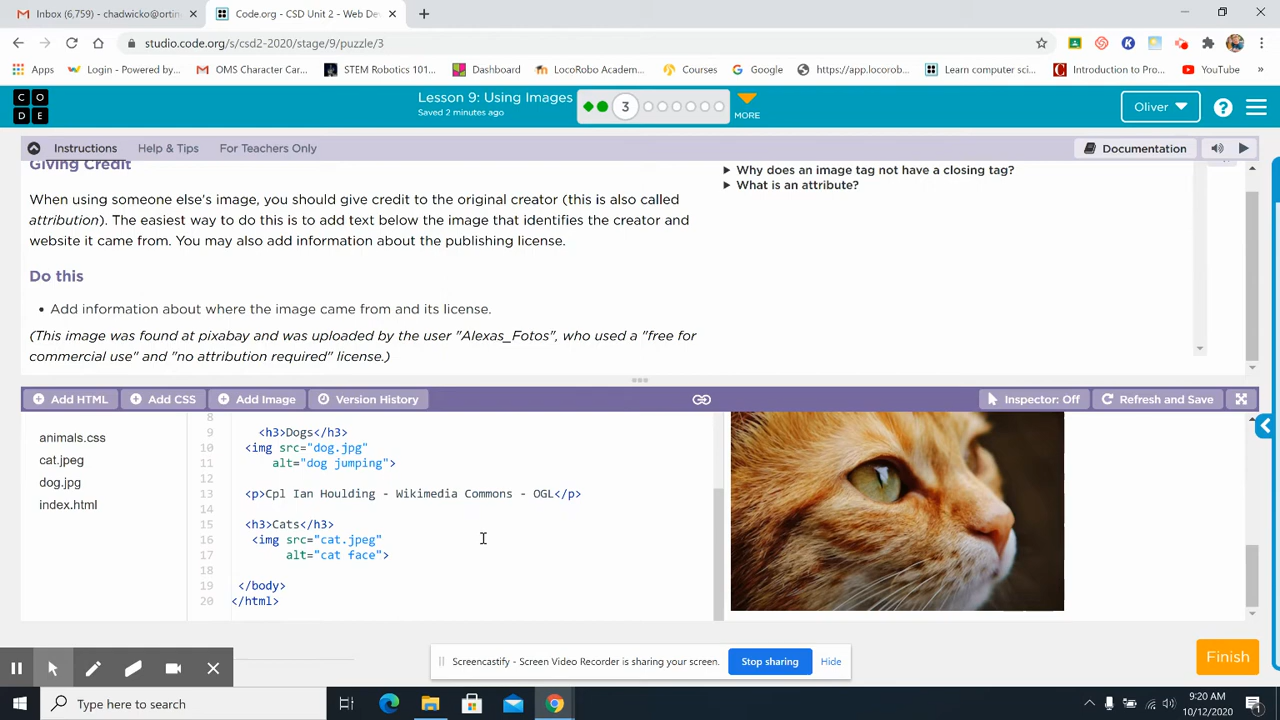 Inbox (6,759) - chadwicko@ortin
Code.org - CSD Unit 2 - Web De
studio.code.org/s/csd2-2020/stage/9/puzzle/3
Apps
Login - Powered by...
OMS Character Car...
STEM Robotics 101...
Dashboard
LocoRobo Academ...
Courses
Google
https://app.locorob...
Learn computer sci...
Introduction to Pro...
YouTube
C O D E
Lesson 9: Using Images
Saved 2 minutes ago
3
MORE
Oliver
Instructions
Help & Tips
For Teachers Only
Documentation
Giving Credit
When using someone else's image, you should give credit to the original creator (this is also called
attribution). The easiest way to do this is to add text below the image that identifies the creator and
website it came from. You may also add information about the publishing license.
Do this
• Add information about where the image came from and its license.
(This image was found at pixabay and was uploaded by the user "Alexas_Fotos", who used a "free for
commercial use" and "no attribution required" license.)
Why does an image tag not have a closing tag?
What is an attribute?
Add HTML
Add CSS
Add Image
Version History
Inspector: Off
Refresh and Save
animals.css
cat.jpeg
dog.jpg
index.html
8
9 <h3>Dogs</h3>
10 <img src="dog.jpg"
11 alt="dog jumping">
12
13 <p>Cpl Ian Houlding - Wikimedia Commons - OGL</p>
14
15 <h3>Cats</h3>
16 <img src="cat.jpeg"
17 alt="cat face">
18
19 </body>
20 </html>
Finish
Screencastify - Screen Video Recorder is sharing your screen.
Stop sharing
Hide
Type here to search
9:20 AM
10/12/2020
1